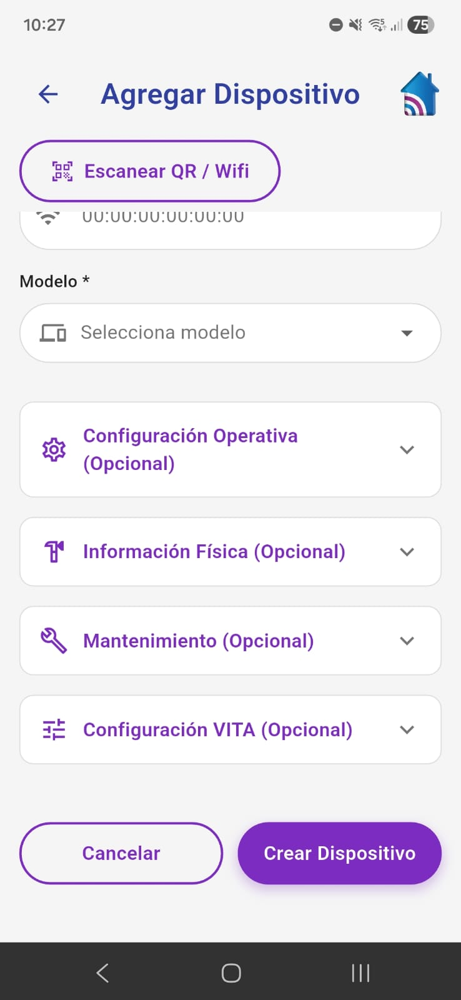 10:27
5
75
Agregar Dispositivo
Escanear QR / Wifi
00:00:00:00:00:00
Modelo *
Selecciona modelo
Configuración Operativa
(Opcional)
Información Física (Opcional)
Mantenimiento (Opcional)
Configuración VITA (Opcional)
Cancelar
Crear Dispositivo